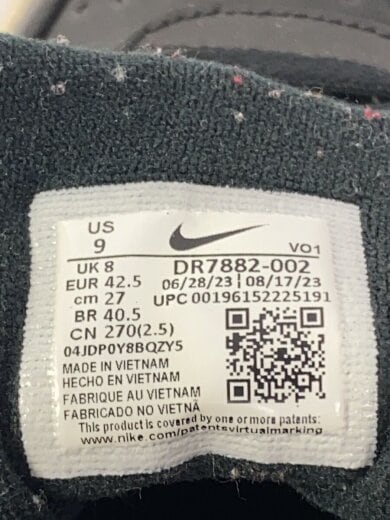 US
9
VO1
UK 8
DR7882-002
EUR 42.5
06/28/23 | 08/17/23
cm 27
UPC 00196152225191
BR 40.5
CN 270(2.5)
04JDP0Y8BQZY5
MADE IN VIETNAM
HECHO EN VIETNAM
FABRIQUE AU VIETNAM
FABRICADO NO VIETNÃ
This product is covered by one or more patents:
www.nike.com/patentsvirtualmarking